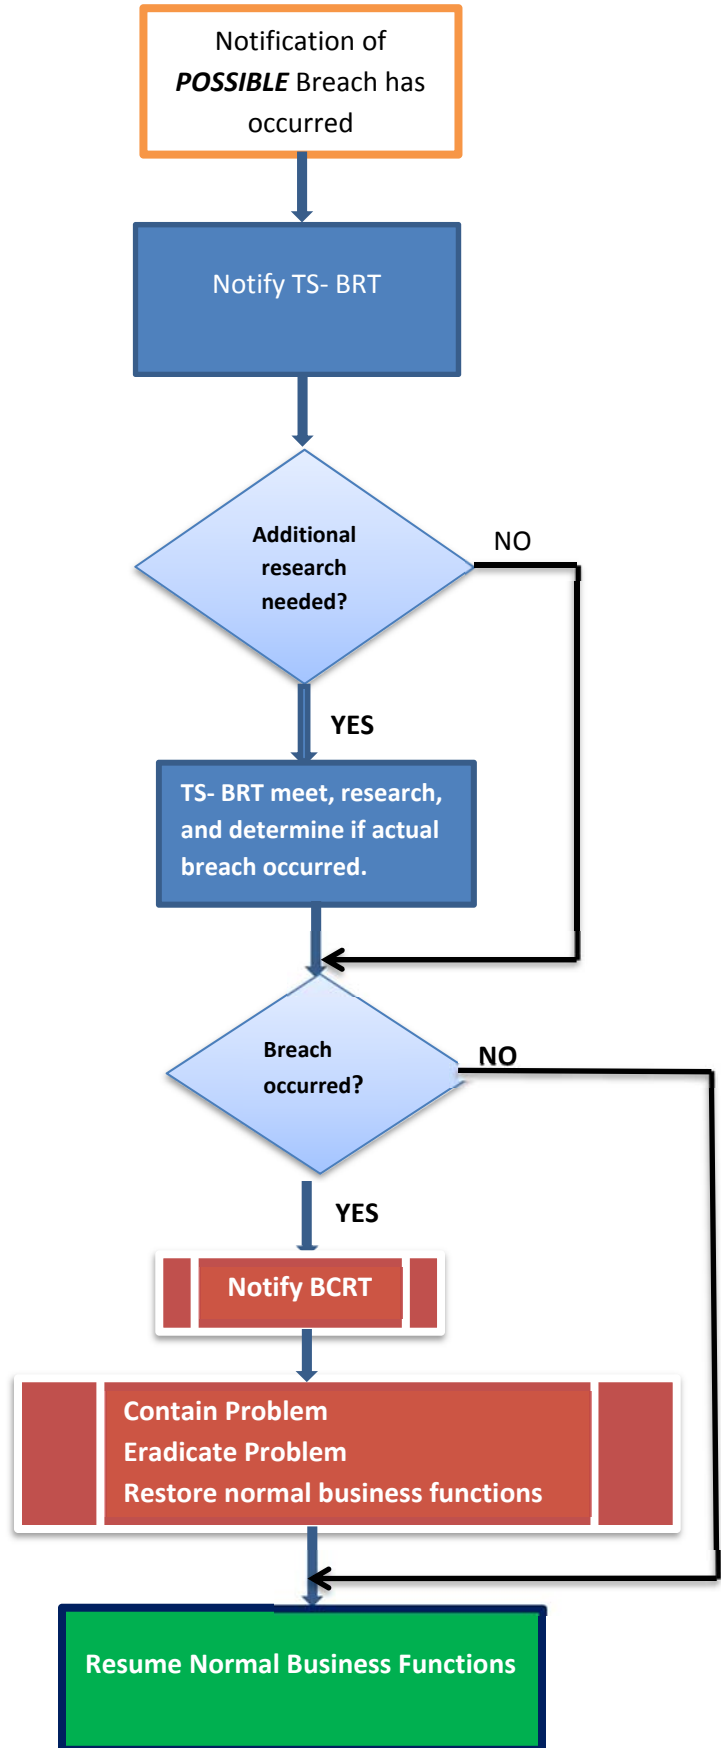 Notification of
POSSIBLE Breach has
occurred
Notify TS- BRT
Additional
research
needed?
NO
YES
TS- BRT meet, research,
and determine if actual
breach occurred.
Breach
occurred?
NO
YES
Notify BCRT
Contain Problem
Eradicate Problem
Restore normal business functions
Resume Normal Business Functions